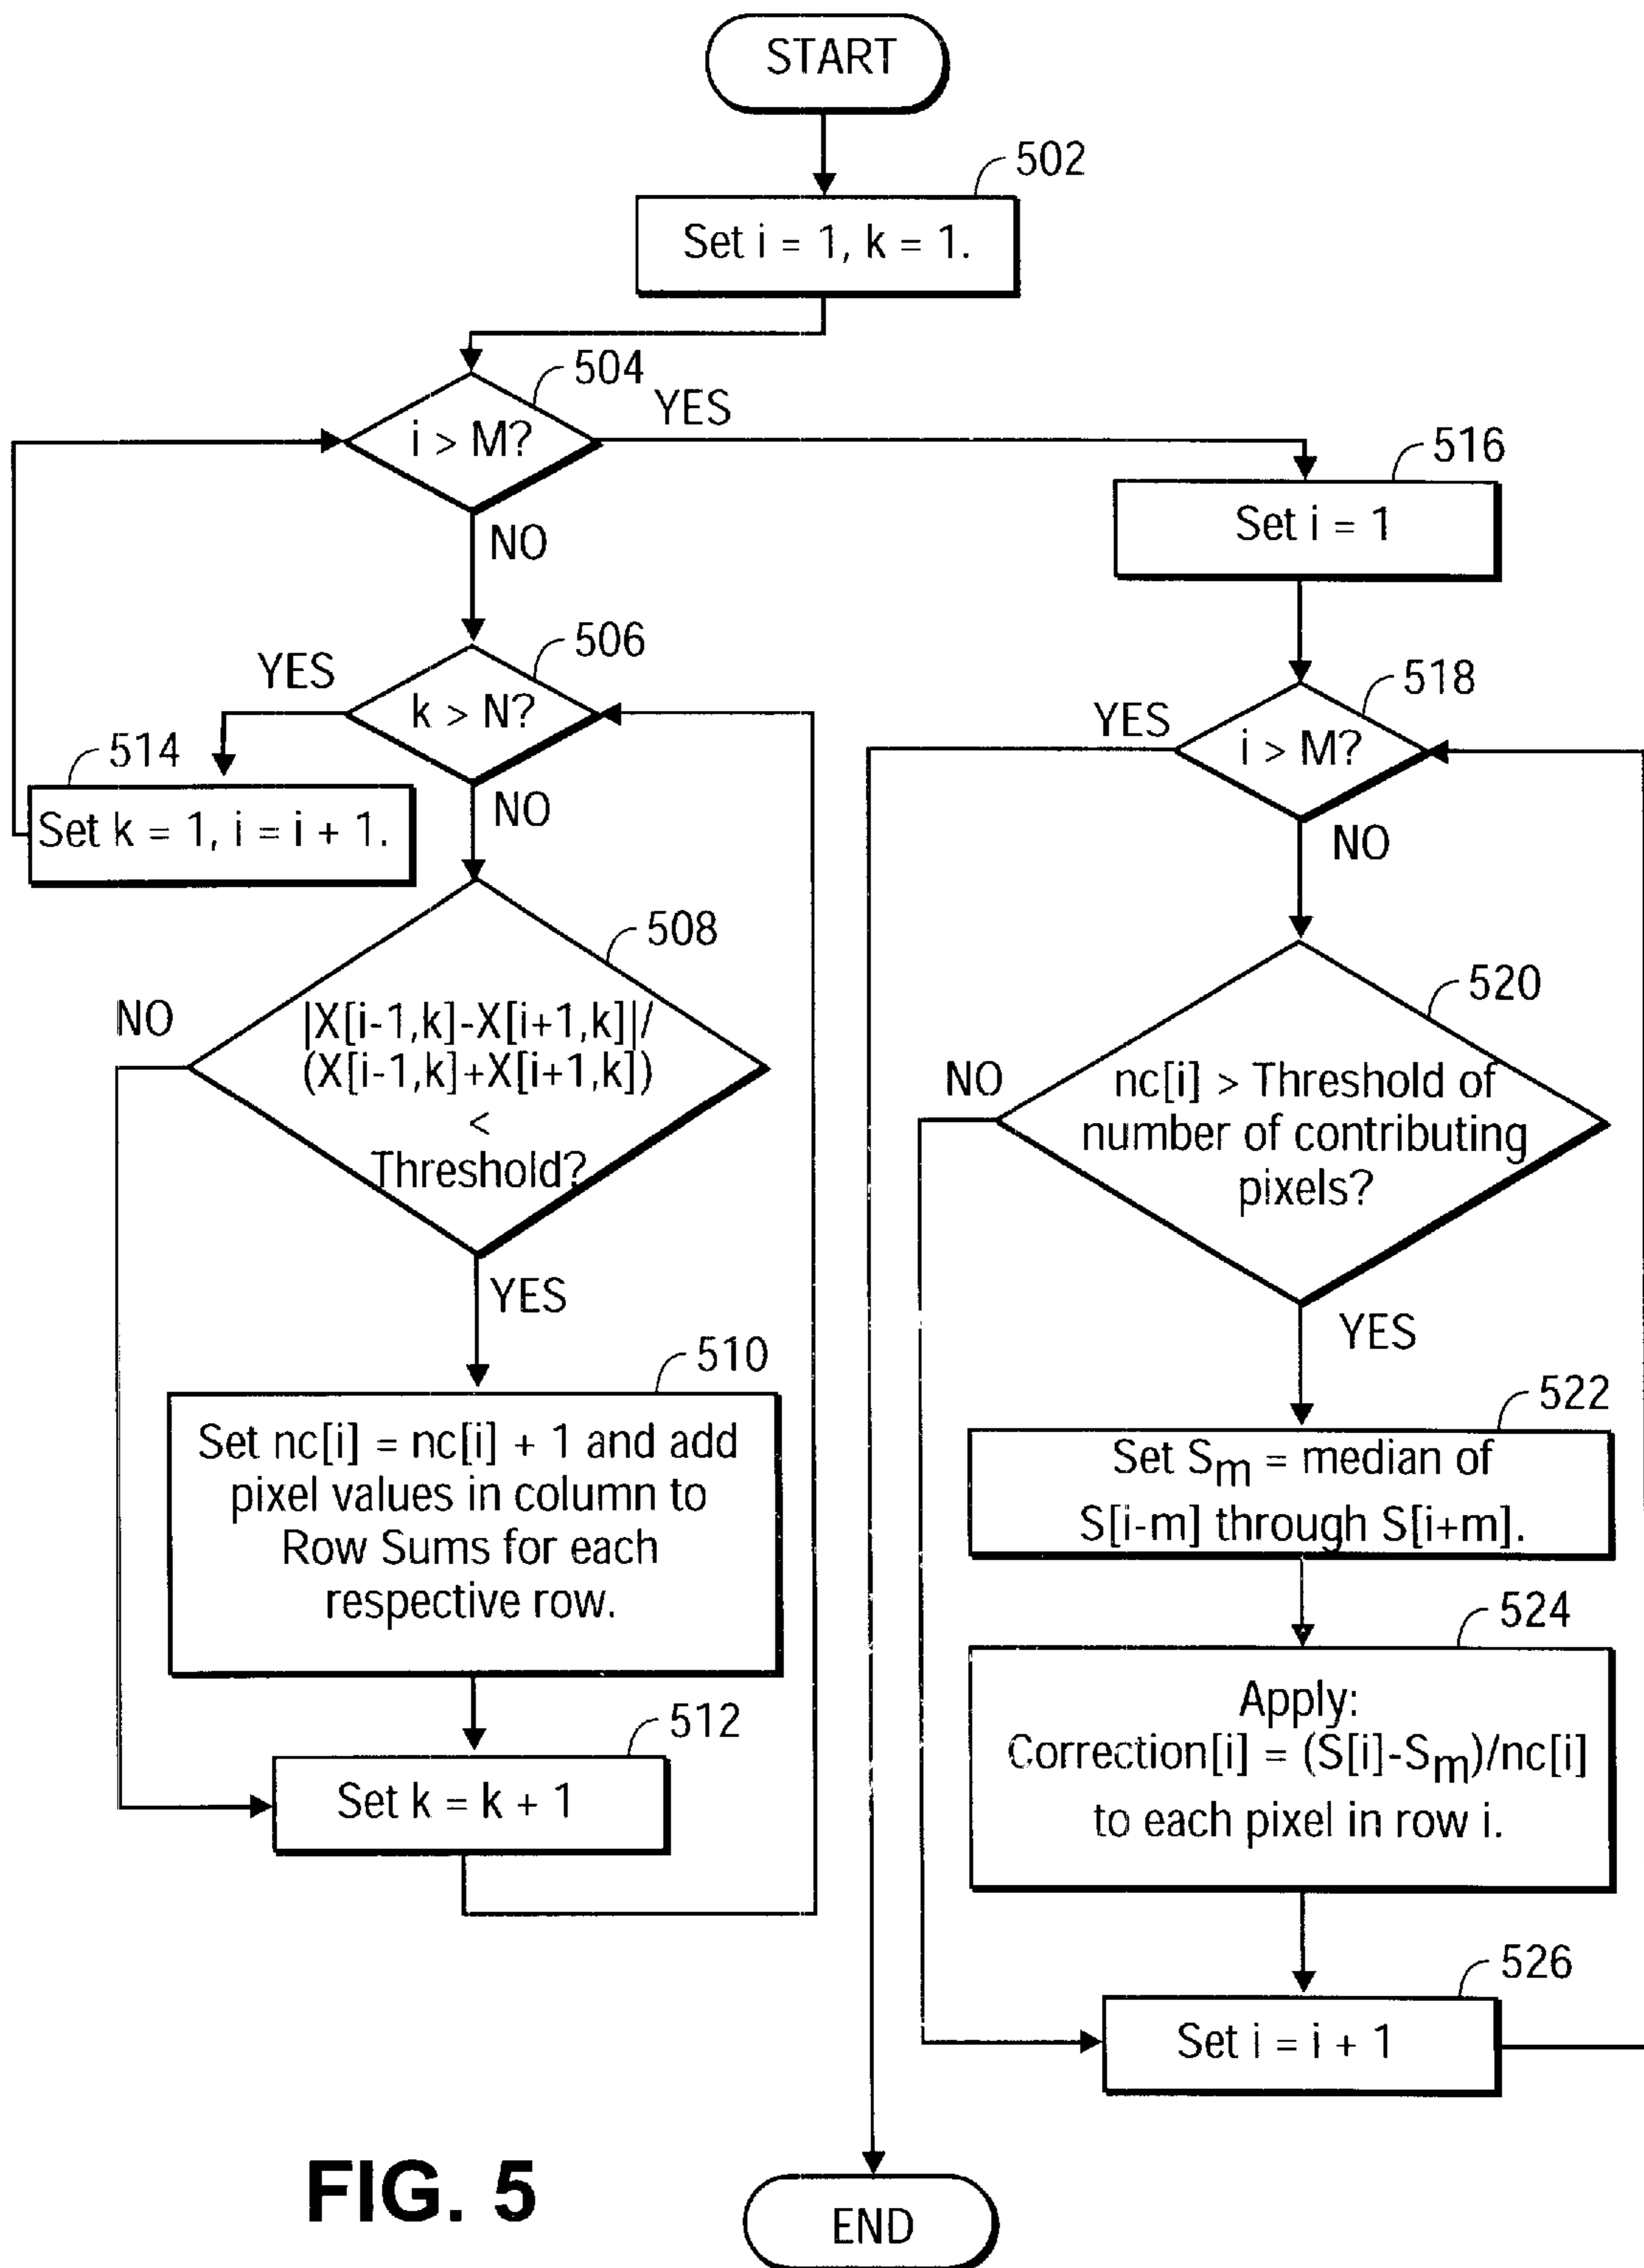 START
502
Set i = 1, k = 1.
504
i > M?
YES
NO
516
Set i = 1
506
k > N?
YES
NO
514
Set k = 1, i = i + 1.
518
i > M?
YES
NO
508
|X[i-1,k]-X[i+1,k]|/
(X[i-1,k]+X[i+1,k])
<
Threshold?
NO
YES
520
nc[i] > Threshold of
number of contributing
pixels?
NO
YES
510
Set nc[i] = nc[i] + 1 and add
pixel values in column to
Row Sums for each
respective row.
522
Set Sm = median of
S[i-m] through S[i+m].
512
Set k = k + 1
524
Apply:
Correction[i] = (S[i]-Sm)/nc[i]
to each pixel in row i.
526
Set i = i + 1
FIG. 5
END